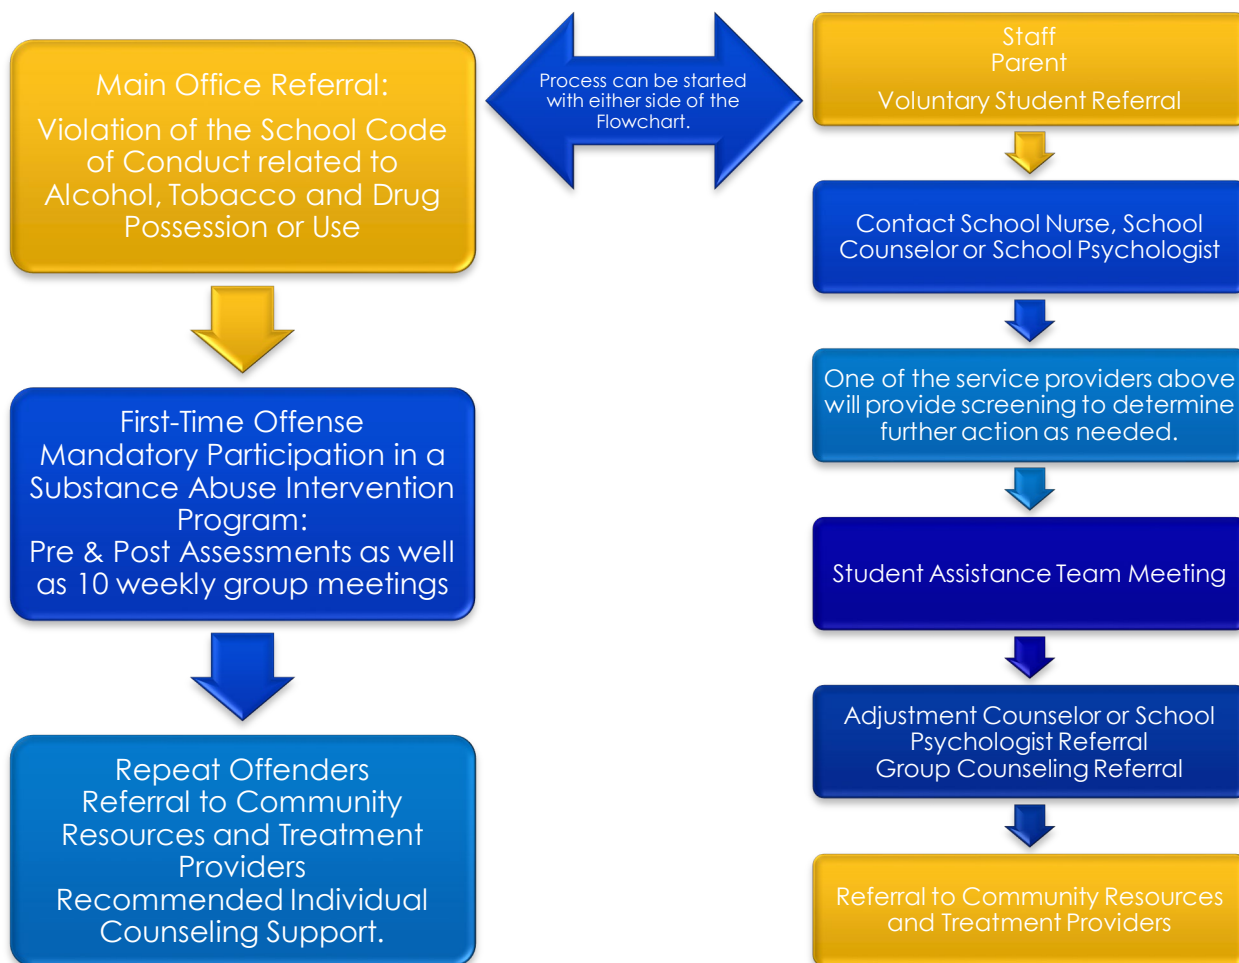 Main Office Referral:
Violation of the School Code
of Conduct related to
Alcohol, Tobacco and Drug
Possession or Use
First-Time Offense
Mandatory Participation in a
Substance Abuse Intervention
Program:
Pre & Post Assessments as well
as 10 weekly group meetings
Repeat Offenders
Referral to Community
Resources and Treatment
Providers
Recommended Individual
Counseling Support.
Process can be started
with either side of the
Flowchart.
Staff
Parent
Voluntary Student Referral
Contact School Nurse, School
Counselor or School Psychologist
One of the service providers above
will provide screening to determine
further action as needed.
Student Assistance Team Meeting
Adjustment Counselor or School
Psychologist Referral
Group Counseling Referral
Referral to Community Resources
and Treatment Providers